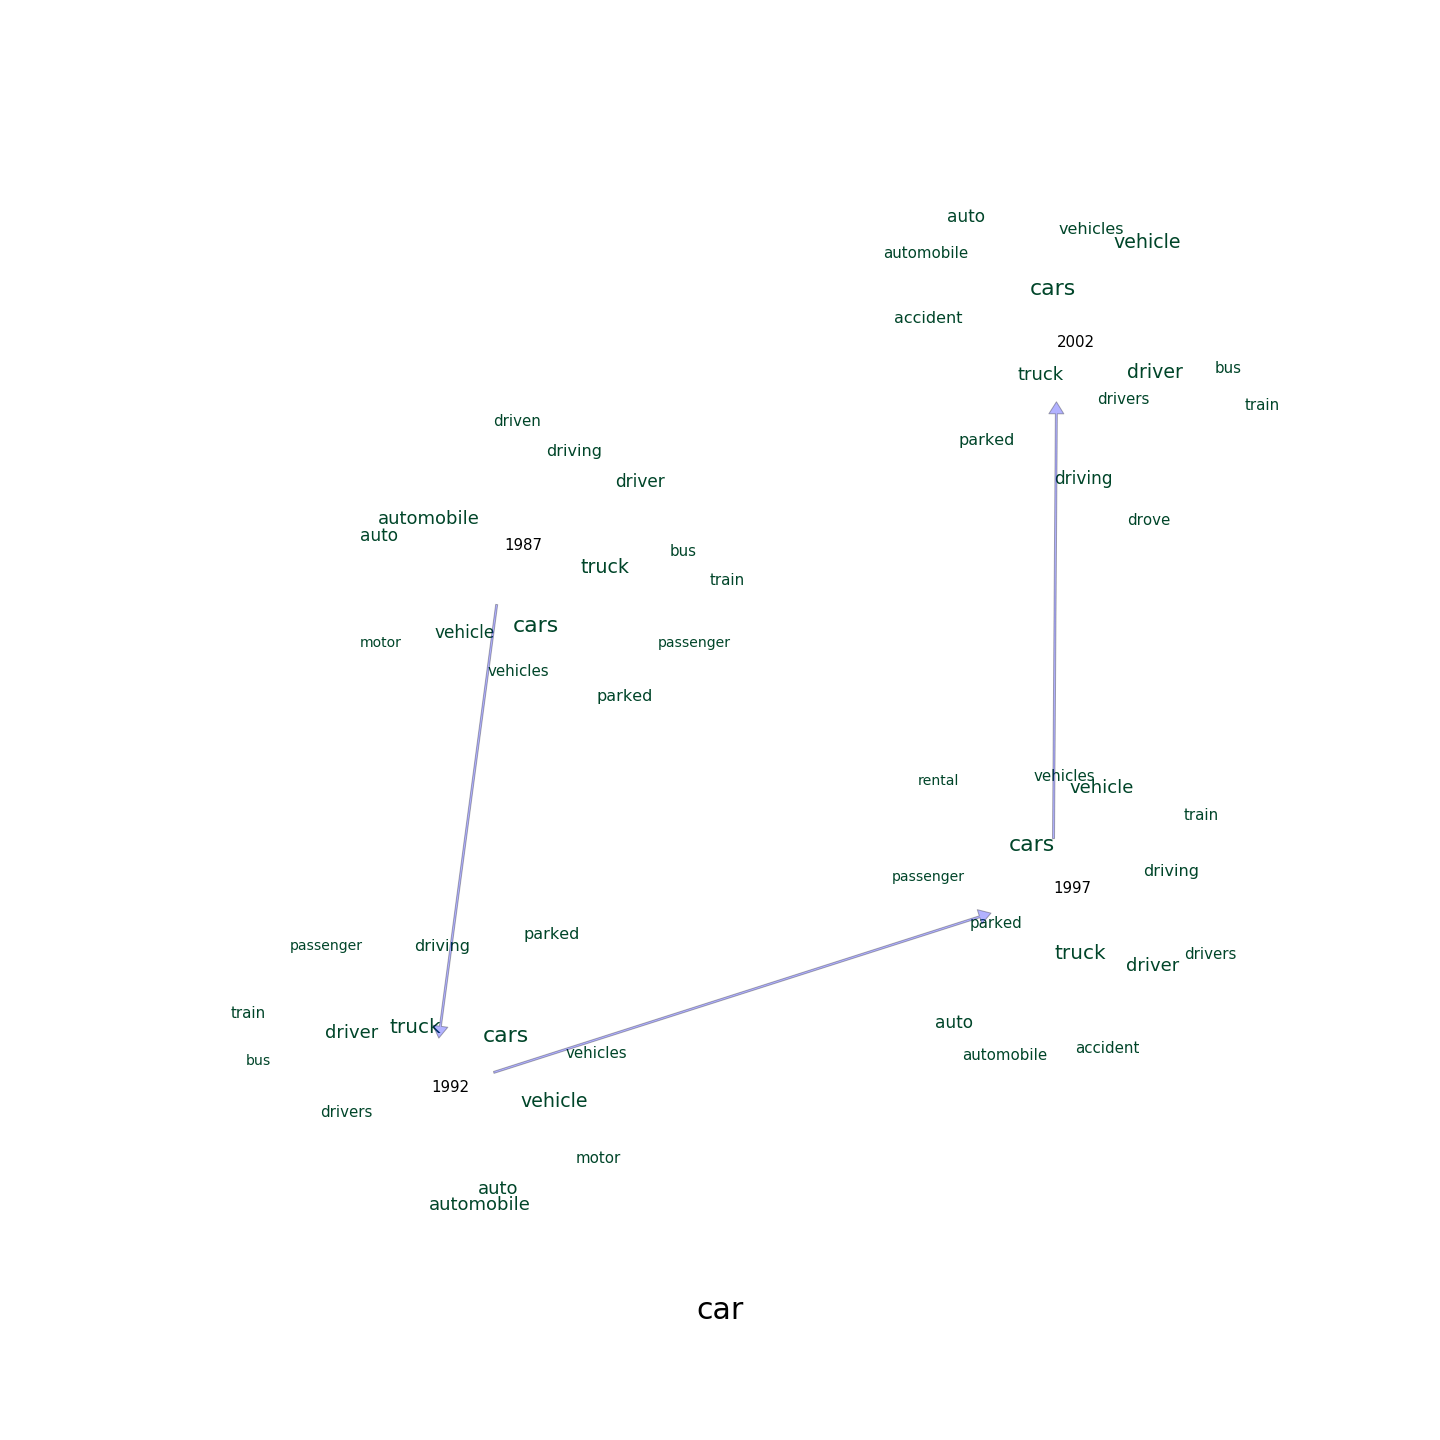 auto
vehicles
vehicle
automobile
cars
accident
2002
truck
driver
bus
drivers
train
parked
driving
drove
driven
driving
driver
automobile
auto
1987
bus
truck
train
cars
vehicle
motor
passenger
vehicles
parked
rental
vehicles
vehicle
train
cars
driving
passenger
1997
parked
truck
drivers
driver
auto
accident
automobile
parked
passenger
driving
train
truck
driver
cars
vehicles
bus
1992
vehicle
drivers
motor
auto
automobile
car